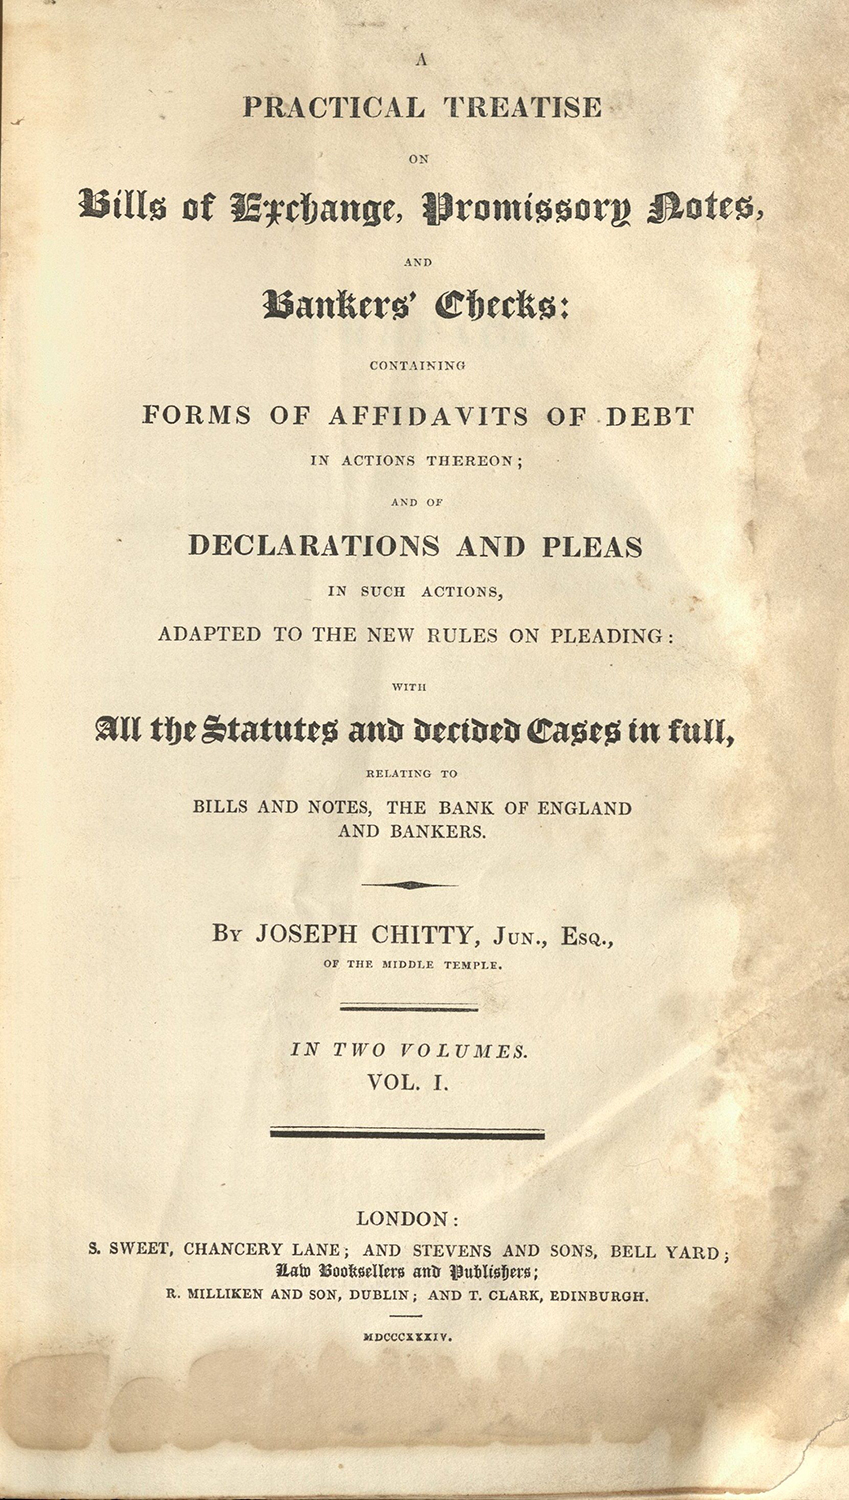 A
PRACTICAL TREATISE
ON
Bills of Exchange, Promissory Notes,
AND
Bankers' Checks:
CONTAINING
FORMS OF AFFIDAVITS OF DEBT
IN ACTIONS THEREON;
AND OF
DECLARATIONS AND PLEAS
IN SUCH ACTIONS,
ADAPTED TO THE NEW RULES ON PLEADING:
WITH
All the Statutes and decided Cases in full,
RELATING TO
BILLS AND NOTES, THE BANK OF ENGLAND
AND BANKERS.
BY JOSEPH CHITTY, JUN., ESQ.,
OF THE MIDDLE TEMPLE.
IN TWO VOLUMES.
VOL. I.
LONDON:
S. SWEET, CHANCERY LANE; AND STEVENS AND SONS, BELL YARD;
Law Booksellers and Publishers;
R. MILLIKEN AND SON, DUBLIN; AND T. CLARK, EDINBURGH.
MDCCCXXXIV.